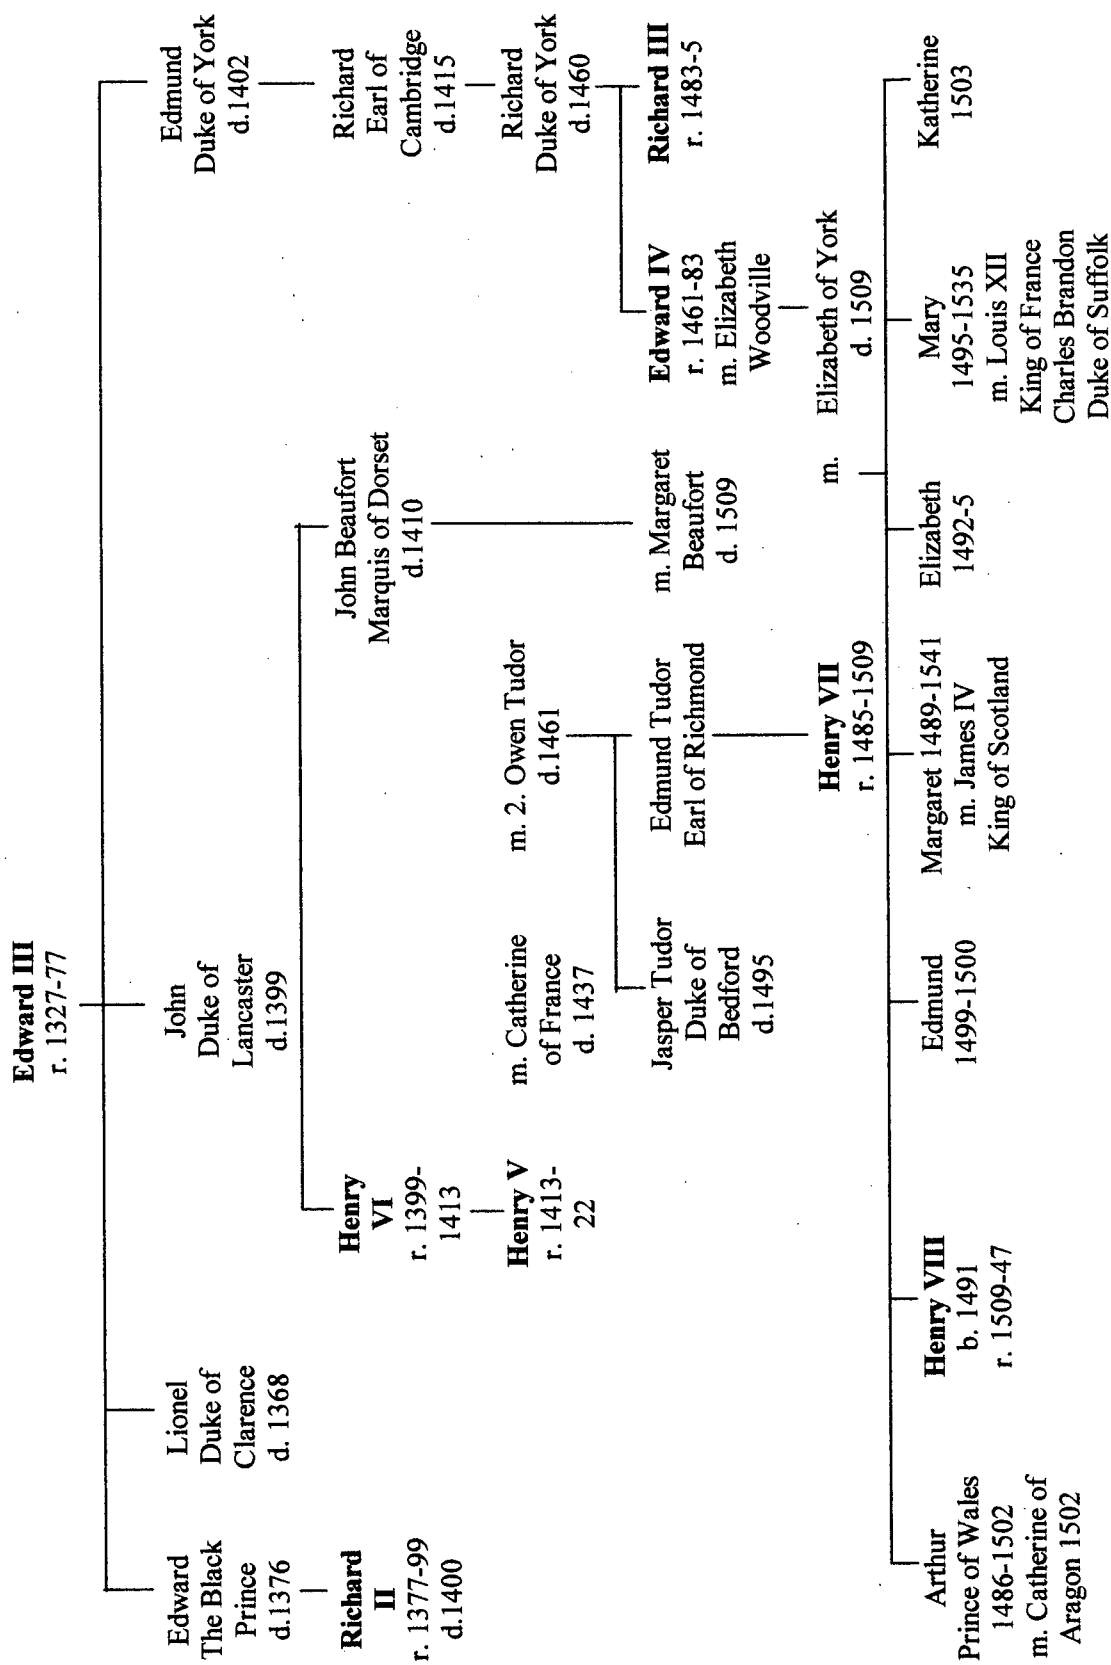 Edward III
r. 1327-77
Edward
The Black
Prince
d.1376
Lionel
Duke of
Clarence
d. 1368
John
Duke of
Lancaster
d.1399
Edmund
Duke of York
d.1402
Richard
II
r. 1377-99
d.1400
Henry
VI
r. 1399-
1413
John Beaufort
Marquis of Dorset
d.1410
Richard
Earl of
Cambridge
d.1415
Henry V
r. 1413-
22
m. Catherine
of France
d. 1437
m. 2. Owen Tudor
d.1461
Richard
Duke of York
d.1460
Jasper Tudor
Duke of
Bedford
d.1495
Edmund Tudor
Earl of Richmond
m. Margaret
Beaufort
d. 1509
Edward IV
r. 1461-83
m. Elizabeth
Woodville
Richard III
r. 1483-5
Henry VII
r. 1485-1509
m.
Elizabeth of York
d. 1509
Arthur
Prince of Wales
1486-1502
m. Catherine of
Aragon 1502
Henry VIII
b. 1491
r. 1509-47
Edmund
1499-1500
Margaret 1489-1541
m. James IV
King of Scotland
Elizabeth
1492-5
Mary
1495-1535
m. Louis XII
King of France
Charles Brandon
Duke of Suffolk
Katherine
1503